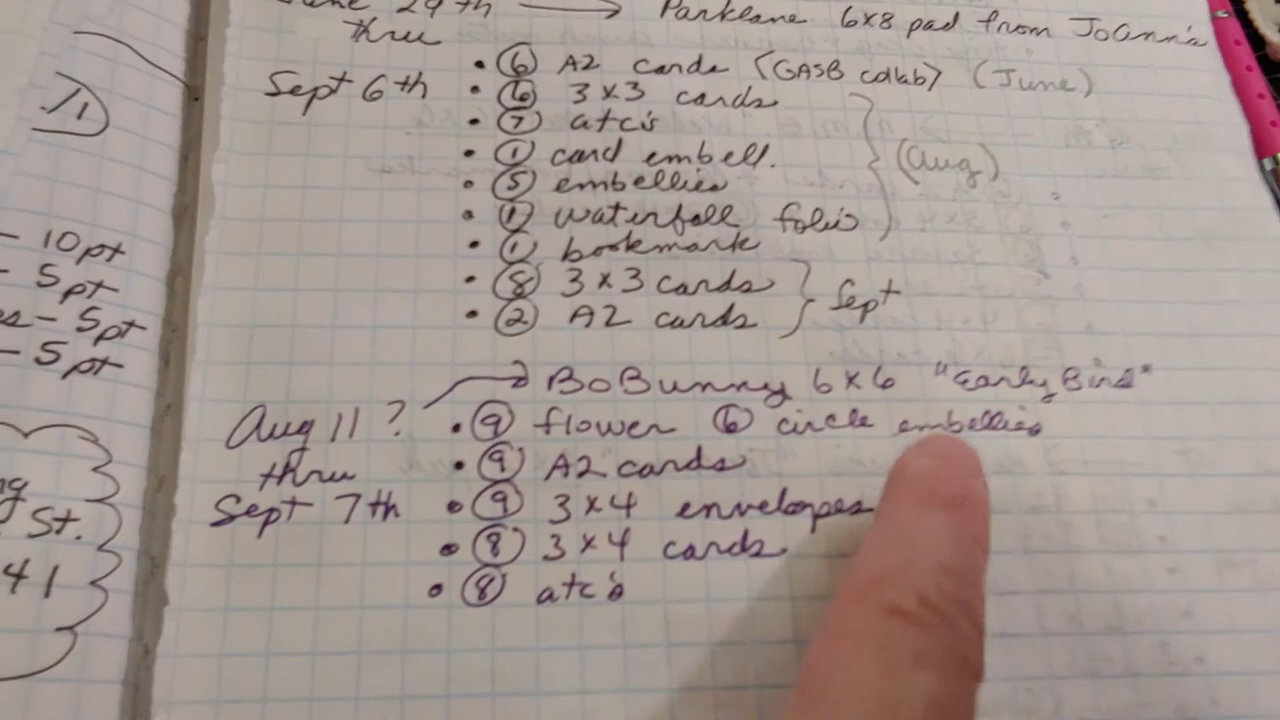 June 29th → Parklane 6x8 pad from JoAnn's
thru
Sept 6th
• 6 A2 cards (GASB collab) (June)
• 6 3x3 cards
• 7 atc's
• 1 card embell.
• 5 embellies
• 1 waterfall folio
• 1 bookmark
(Aug)
• 8 3x3 cards
• 2 A2 cards
Sept
→ BoBunny 6x6 "Early Bird"
Aug 11?
thru
Sept 7th
• 9 flower 6 circle embellies
• 9 A2 cards
• 9 3x4 envelopes
• 8 3x4 cards
• 8 atc's
- 10pt
- 5pt
- 5pt
- 5pt
St.
41